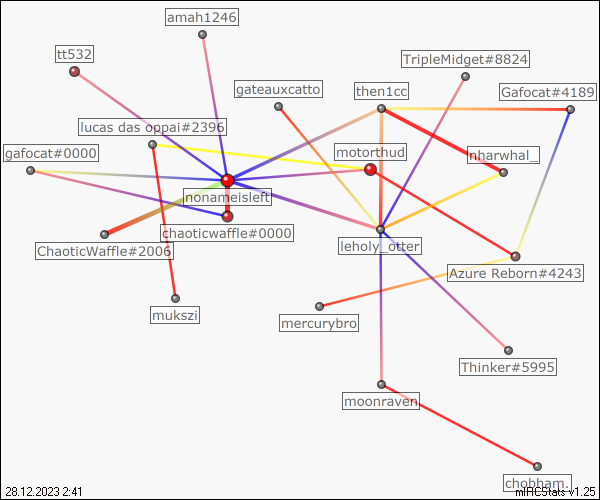 amah1246
tt532
TripleMidget#8824
gateauxcatto
then1cc
Gafocat#4189
lucas das oppai#2396
gafocat#0000
motorthud
nharwhal_
nonameisleft
chaoticwaffle#0000
ChaoticWaffle#2006
leholy_otter
Azure Reborn#4243
mukszi
mercurybro
Thinker#5995
moonraven
chobham.
28.12.2023 2:41
mIRCStats v1.25